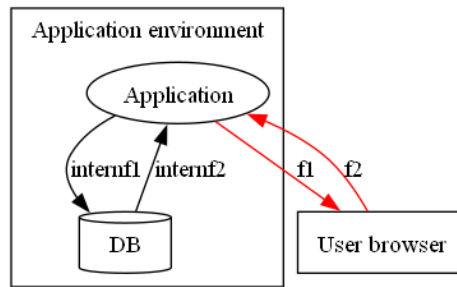 Application environment
Application
internf1
internf2
f1
f2
DB
User browser